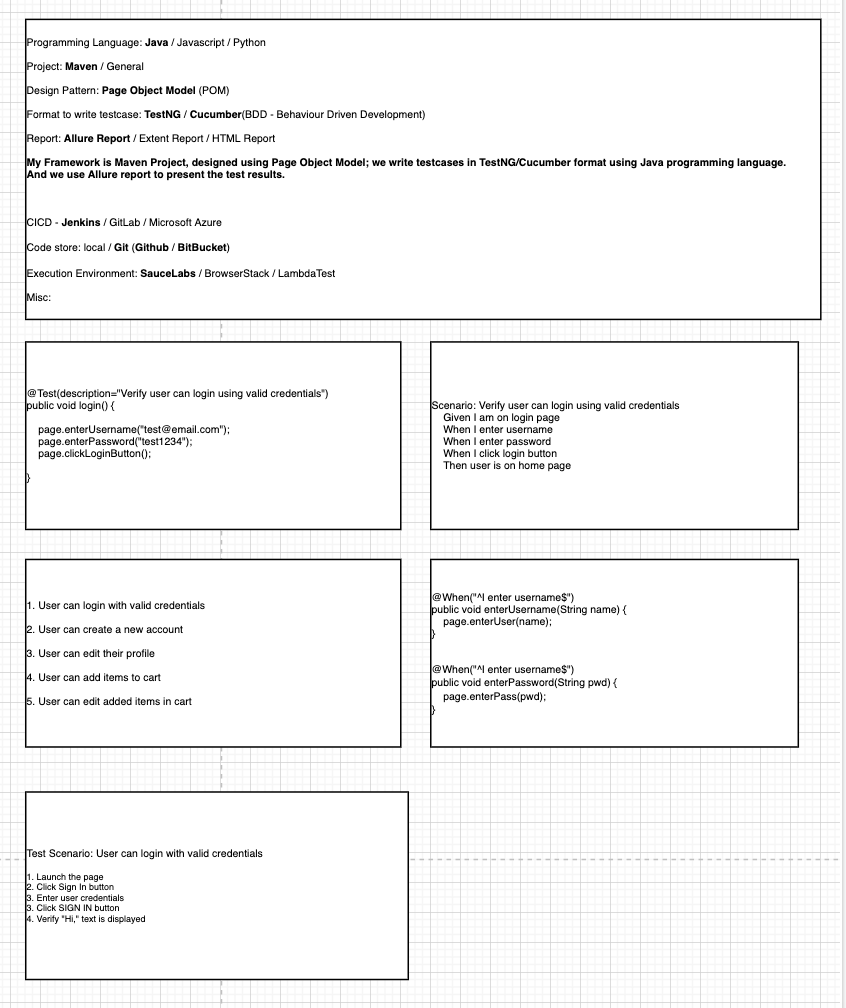 Programming Language: Java / Javascript / Python
Project: Maven / General
Design Pattern: Page Object Model (POM)
Format to write testcase: TestNG / Cucumber(BDD - Behaviour Driven Development)
Report: Allure Report / Extent Report / HTML Report
My Framework is Maven Project, designed using Page Object Model; we write testcases in TestNG/Cucumber format using Java programming language.
And we use Allure report to present the test results.
CICD - Jenkins / GitLab / Microsoft Azure
Code store: local / Git (Github / BitBucket)
Execution Environment: SauceLabs / BrowserStack / LambdaTest
Misc:
@Test(description="Verify user can login using valid credentials")
public void login() {
page.enterUsername("test@email.com");
page.enterPassword("test1234");
page.clickLoginButton();
}
Scenario: Verify user can login using valid credentials
Given I am on login page
When I enter username
When I enter password
When I click login button
Then user is on home page
1. User can login with valid credentials
2. User can create a new account
3. User can edit their profile
4. User can add items to cart
5. User can edit added items in cart
@When("^I enter username$")
public void enterUsername(String name) {
page.enterUser(name);
}
@When("^I enter username$")
public void enterPassword(String pwd) {
page.enterPass(pwd);
}
Test Scenario: User can login with valid credentials
1. Launch the page
2. Click Sign In button
3. Enter user credentials
3. Click SIGN IN button
4. Verify "Hi," text is displayed